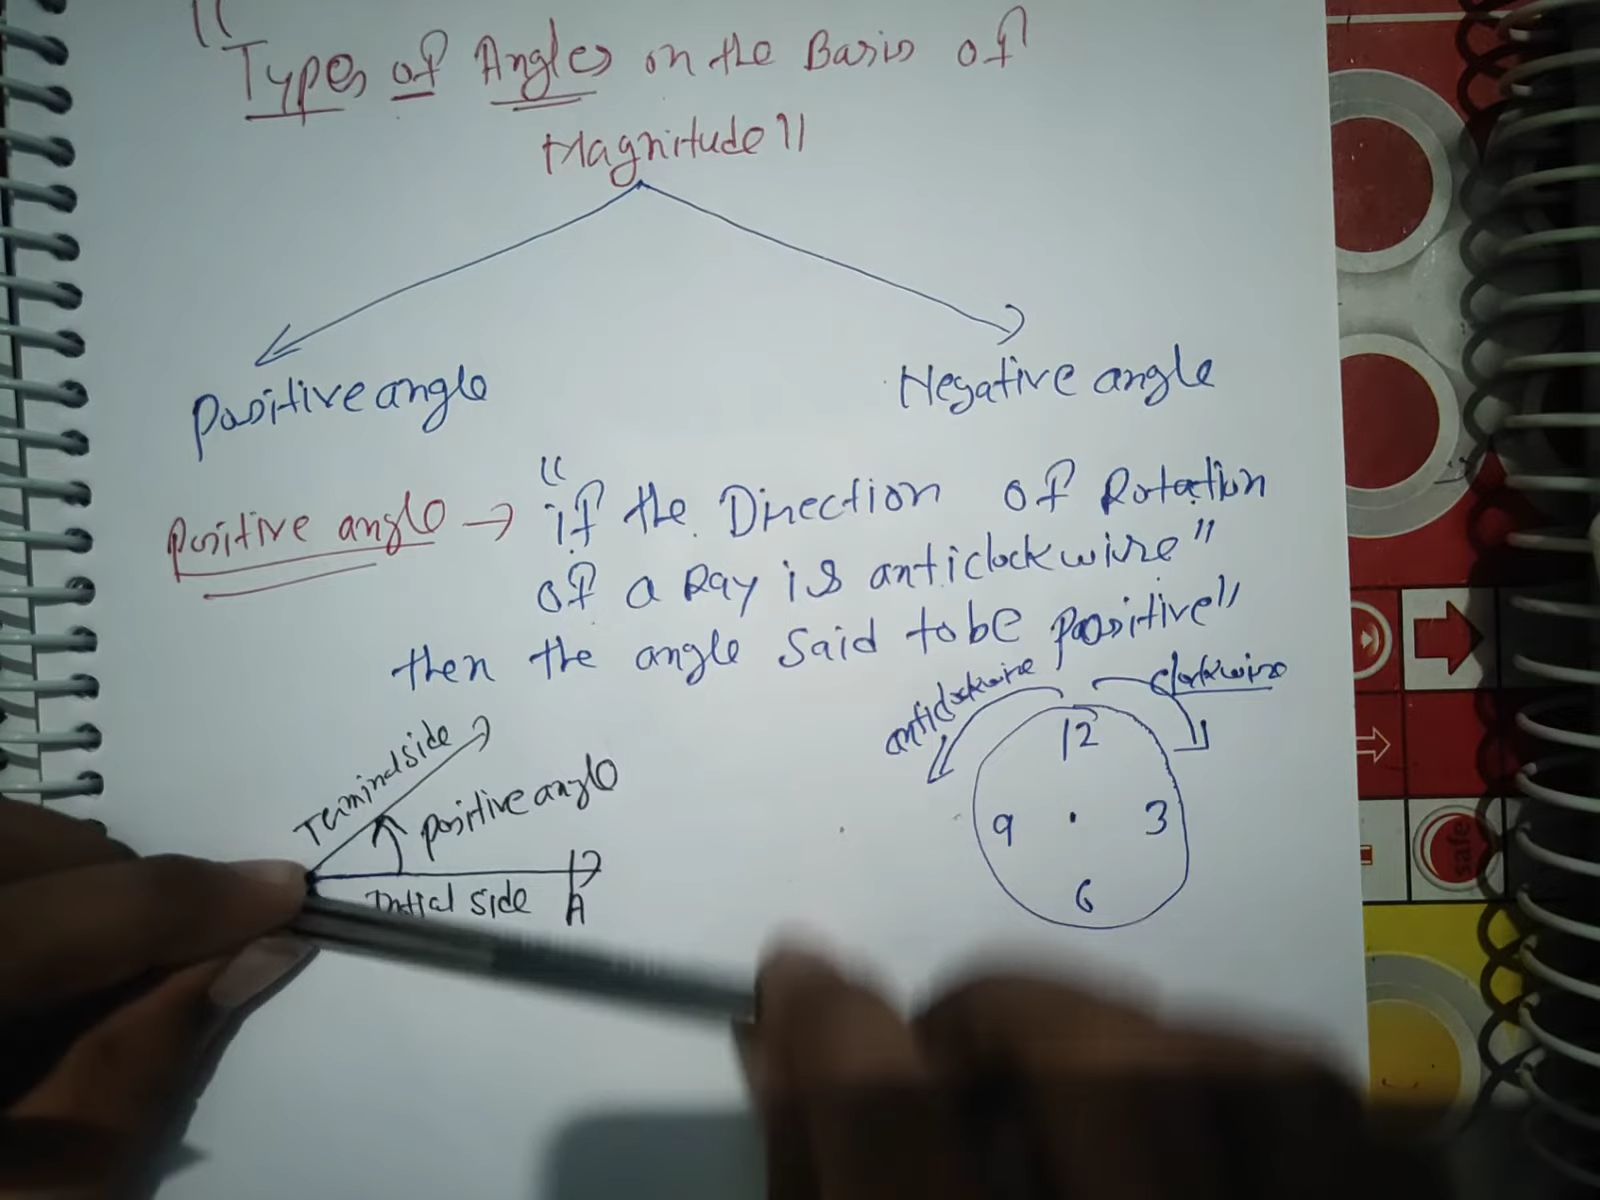 "Types of Angles on the Basis of
Magnitude"
Positive angle
Negative angle
Positive angle → "if the Direction of Rotation
of a Ray is anticlockwise"
then the angle Said to be positive"
anticlockwise
clockwise
Terminal side
positive angle
Initial side
A
12
9
3
6
safe